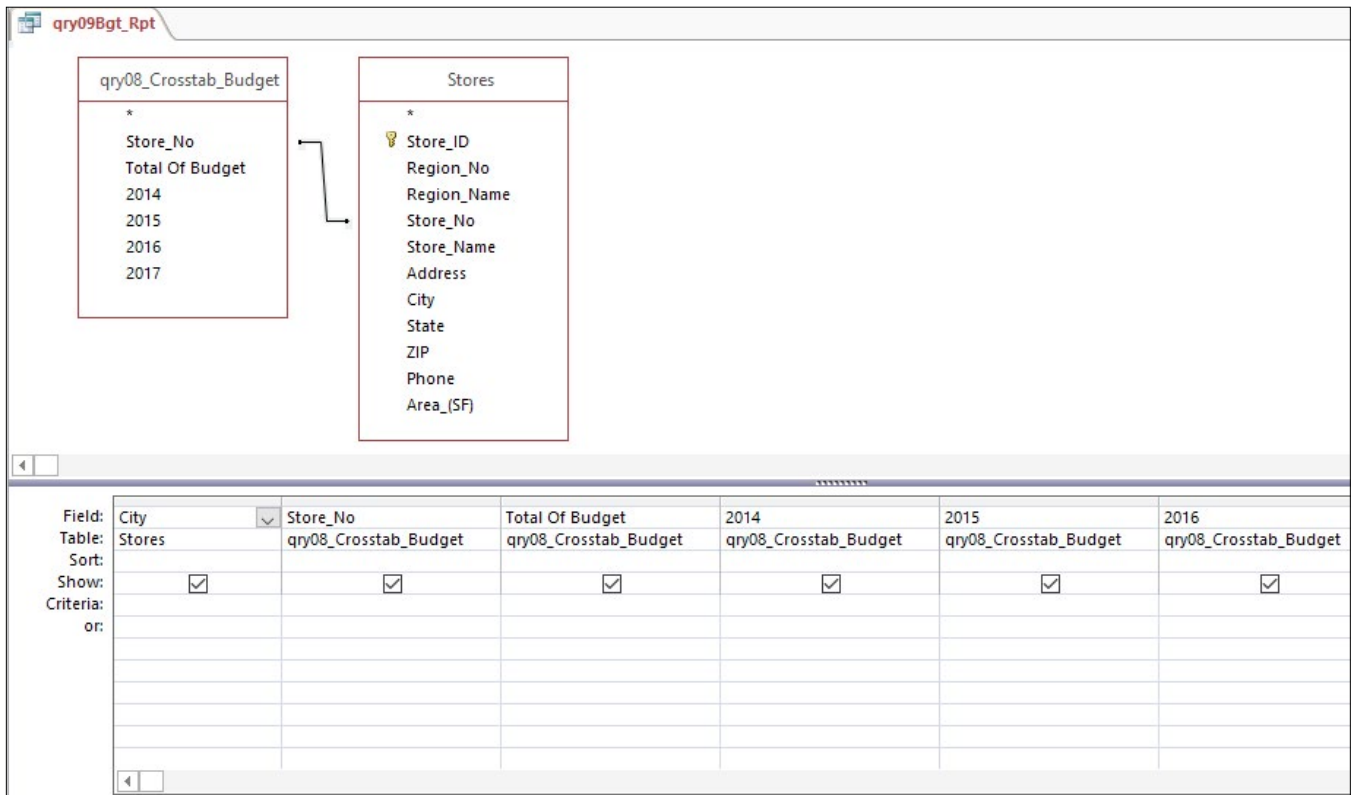 qry09Bgt_Rpt
qry08_Crosstab_Budget
*
Store_No
Total Of Budget
2014
2015
2016
2017
Stores
*
Store_ID
Region_No
Region_Name
Store_No
Store_Name
Address
City
State
ZIP
Phone
Area_(SF)
Field: City Store_No Total Of Budget 2014 2015 2016
Table: Stores qry08_Crosstab_Budget qry08_Crosstab_Budget qry08_Crosstab_Budget qry08_Crosstab_Budget qry08_Crosstab_Budget
Sort:
Show:
Criteria:
or: